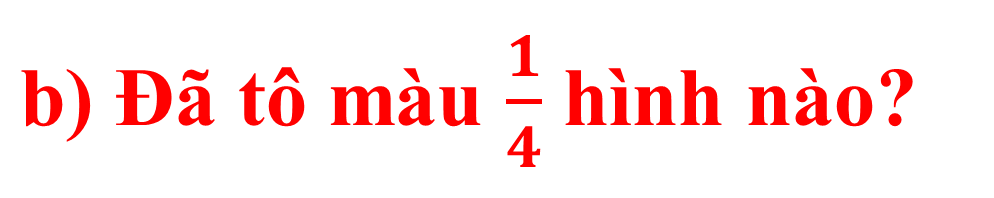 b) Đã tô màu 1/4 hình nào?